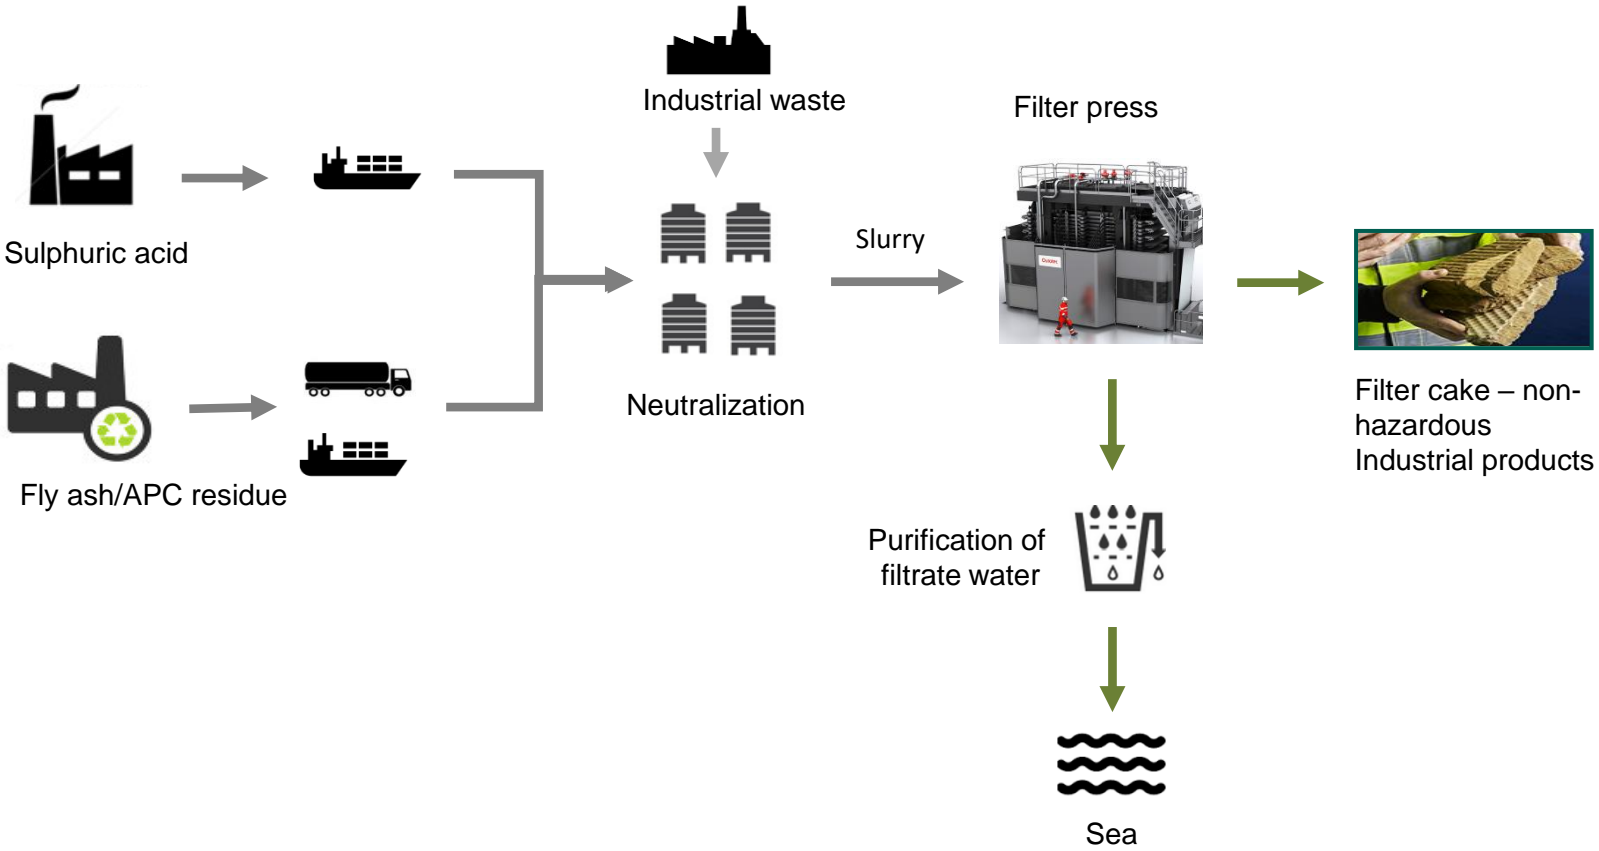 Industrial waste
Filter press
Sulphuric acid
Slurry
Neutralization
Filter cake – non-
hazardous
Industrial products
Fly ash/APC residue
Purification of
filtrate water
Sea